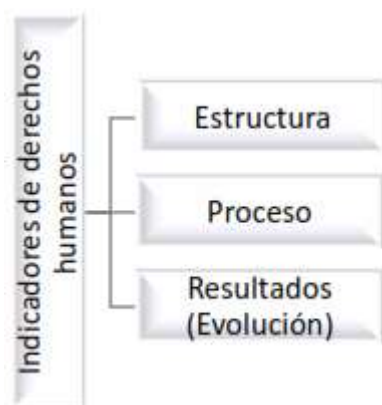 Indicadores de derechos
humanos
Estructura
Proceso
Resultados
(Evolución)